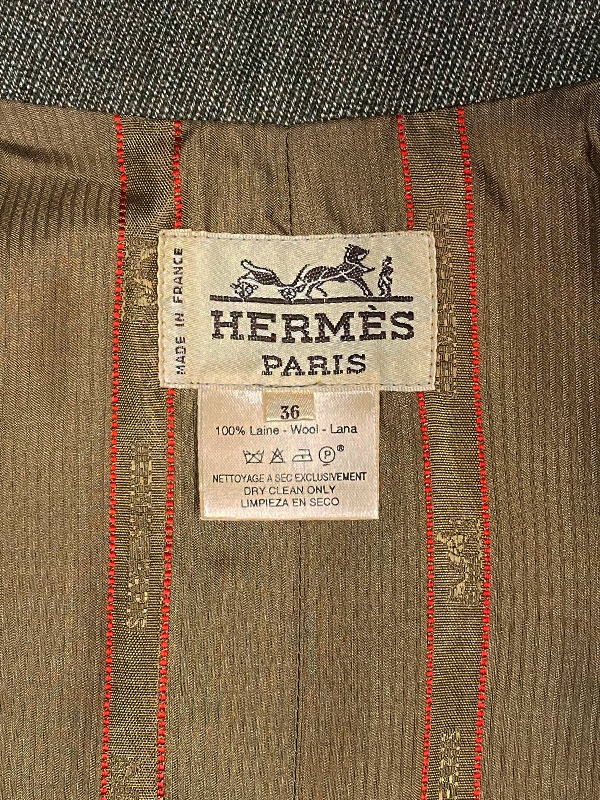 MADE IN FRANCE
HERMÈS
PARIS
36
100% Laine - Wool - Lana
P®
NETTOYAGE A SEC EXCLUSIVEMENT
DRY CLEAN ONLY
LIMPIEZA EN SECO